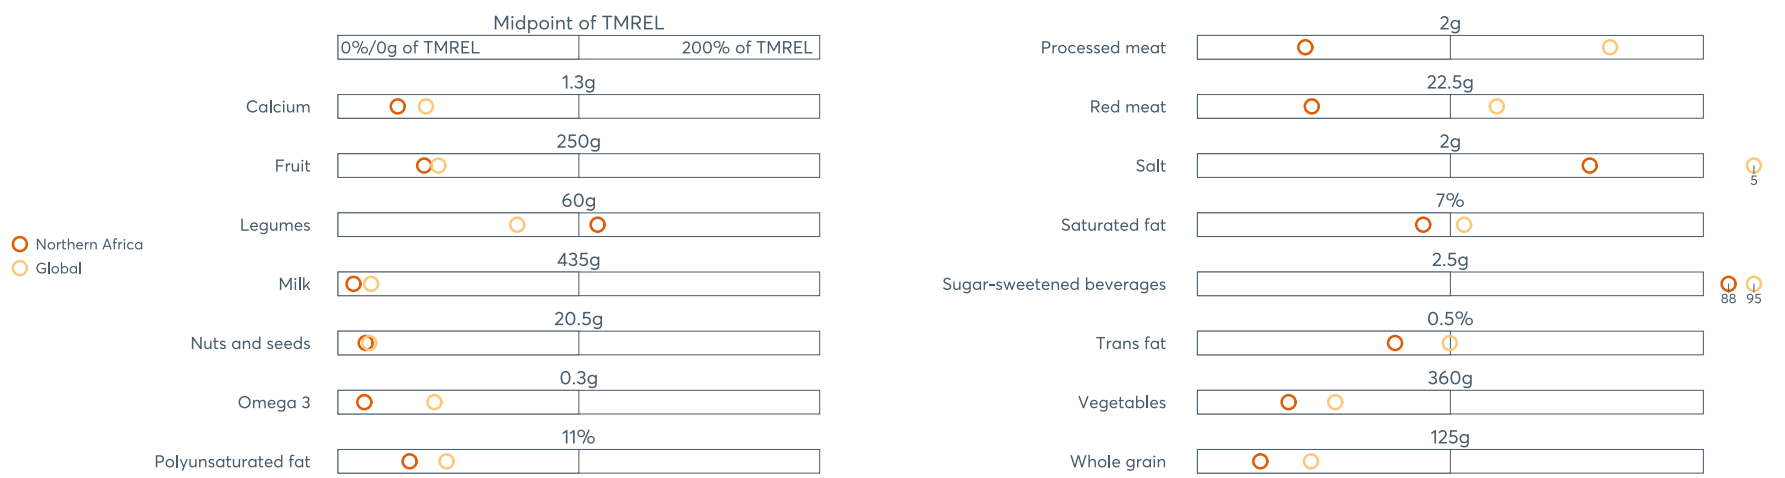 Midpoint of TMREL
0%/0g of TMREL 200% of TMREL
1.3g
Calcium
250g
Fruit
60g
Legumes
435g
Milk
20.5g
Nuts and seeds
0.3g
Omega 3
11%
Polyunsaturated fat
Northern Africa
Global
2g
Processed meat
22.5g
Red meat
2g
Salt
5
7%
Saturated fat
2.5g
Sugar-sweetened beverages
88 95
0.5%
Trans fat
360g
Vegetables
125g
Whole grain